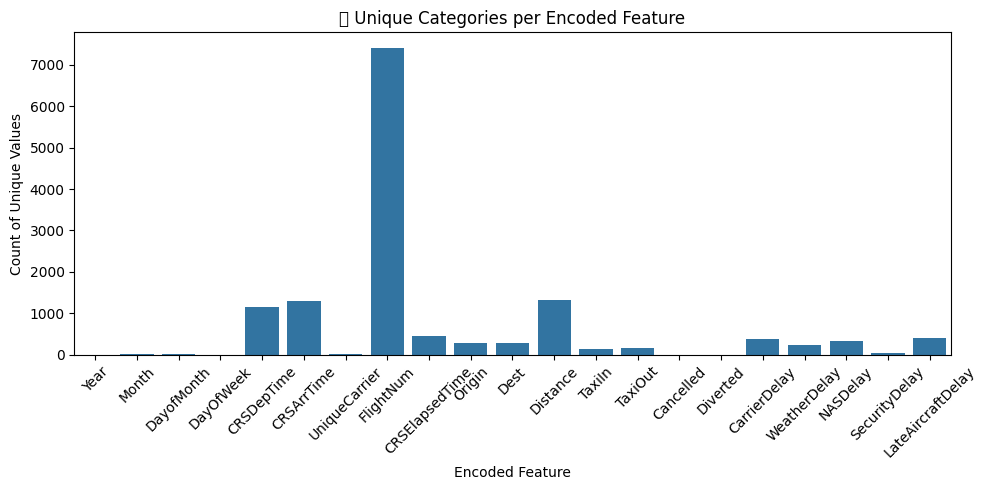 Unique Categories per Encoded Feature
Count of Unique Values
7000
6000
5000
4000
3000
2000
1000
0
Year
Month
DayofMonth
DayOfWeek
CRSDepTime
CRSArrTime
UniqueCarrier
FlightNum
CRSElapsedTime
Origin
Dest
Distance
TaxiIn
TaxiOut
Cancelled
Diverted
CarrierDelay
WeatherDelay
NASDelay
SecurityDelay
LateAircraftDelay
Encoded Feature